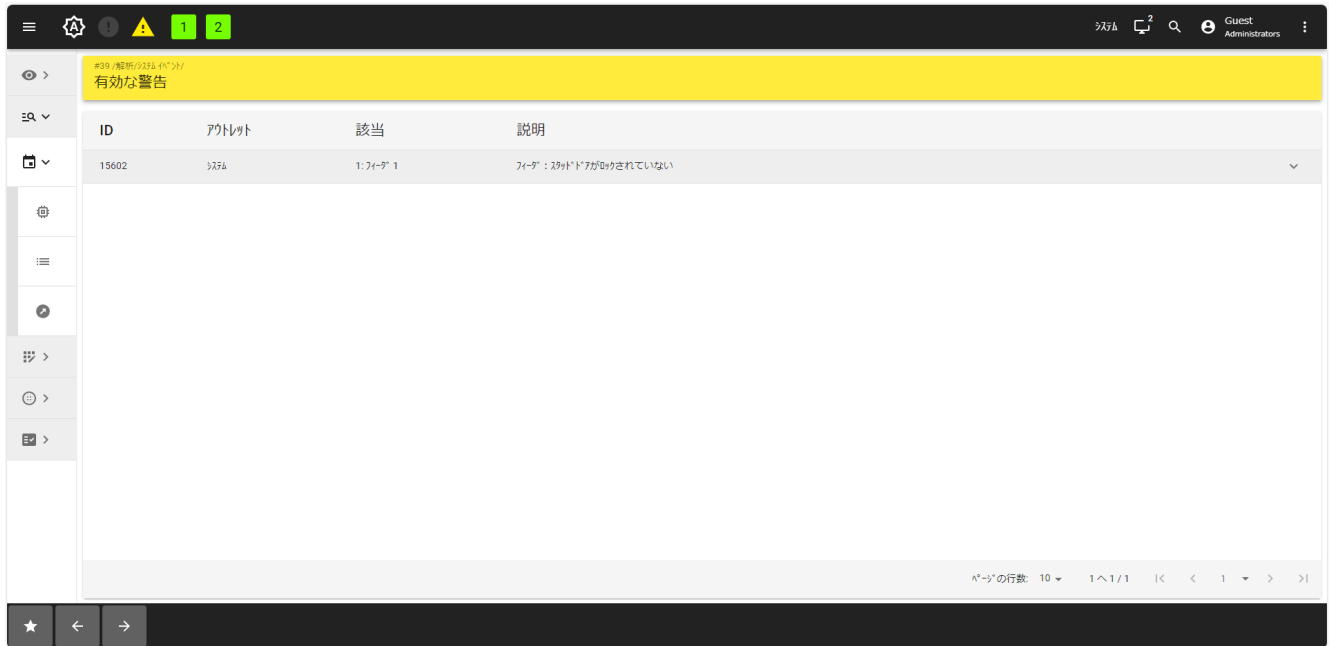 1
2
ｼｽﾃﾑ
2
Guest
Administrators
#39 /解析/ｼｽﾃﾑ ｲﾍﾞﾝﾄ/
有効な警告
ID ｱｳﾄﾚｯﾄ 該当 説明
15602 ｼｽﾃﾑ 1: ﾌｨｰﾀﾞ 1 ﾌｨｰﾀﾞ : ｽﾀｯﾄﾞﾄﾞｱがﾛｯｸされていない
ﾍﾟｰｼﾞの行数: 10 1 へ 1 / 1 1